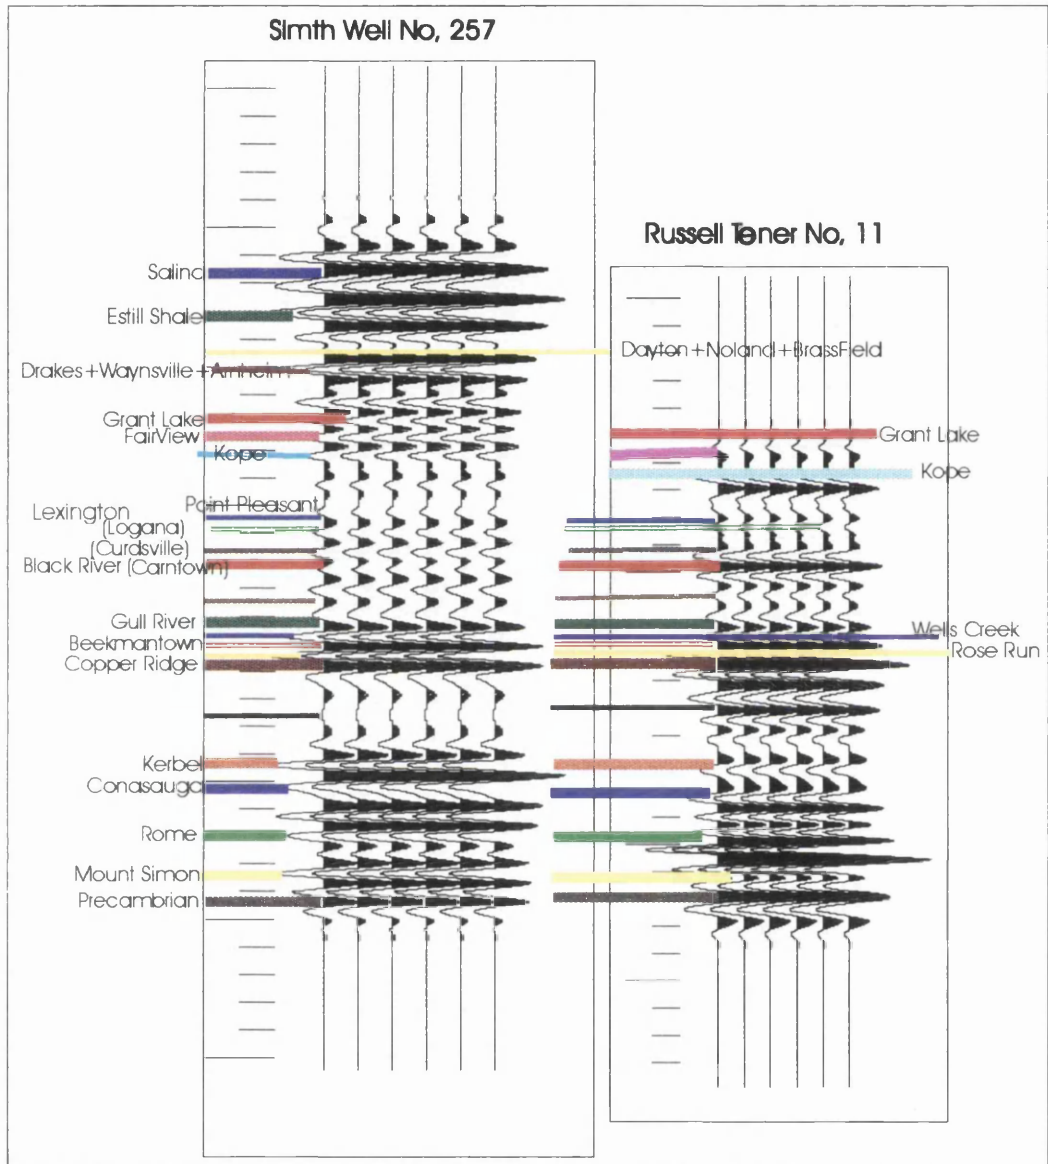 Simth Well No, 257
Russell Tener No, 11
Salinc
Estill Shale
Dayton+Noland+BrassField
Drakes+Waynsville+Arnheim
Grant Lake
FairView
Kope
Grant Lake
Kope
Point Pleasant
Lexington
(Logana)
(Curdsville)
Black River (Carntown)
Gull River
Beekmantown
Copper Ridge
Wells Creek
Rose Run
Kerbel
Conasauga
Rome
Mount Simon
Precambrian